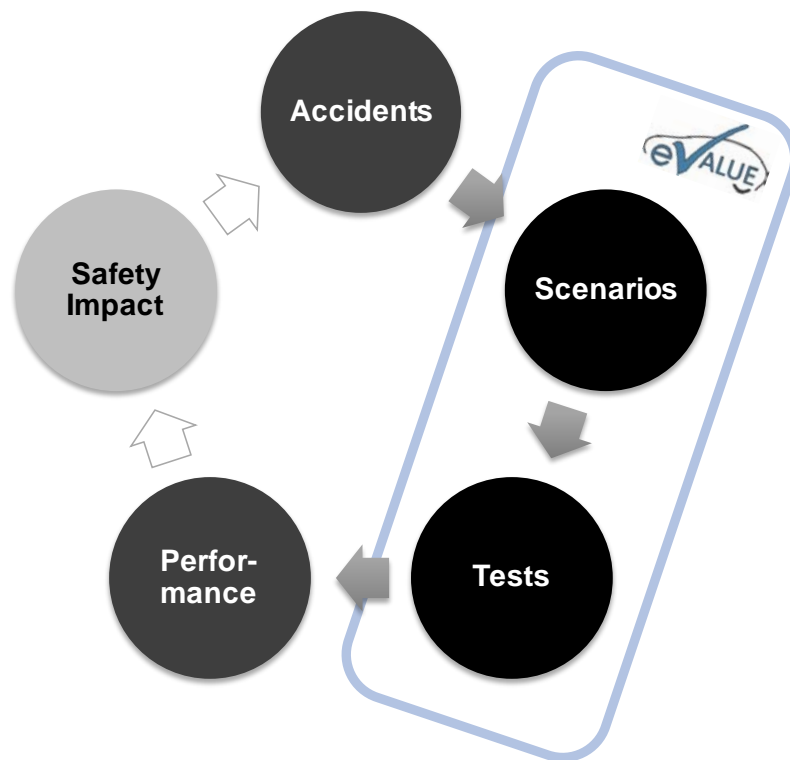 Accidents
eVALUE
Scenarios
Safety
Impact
Perfor-
mance
Tests